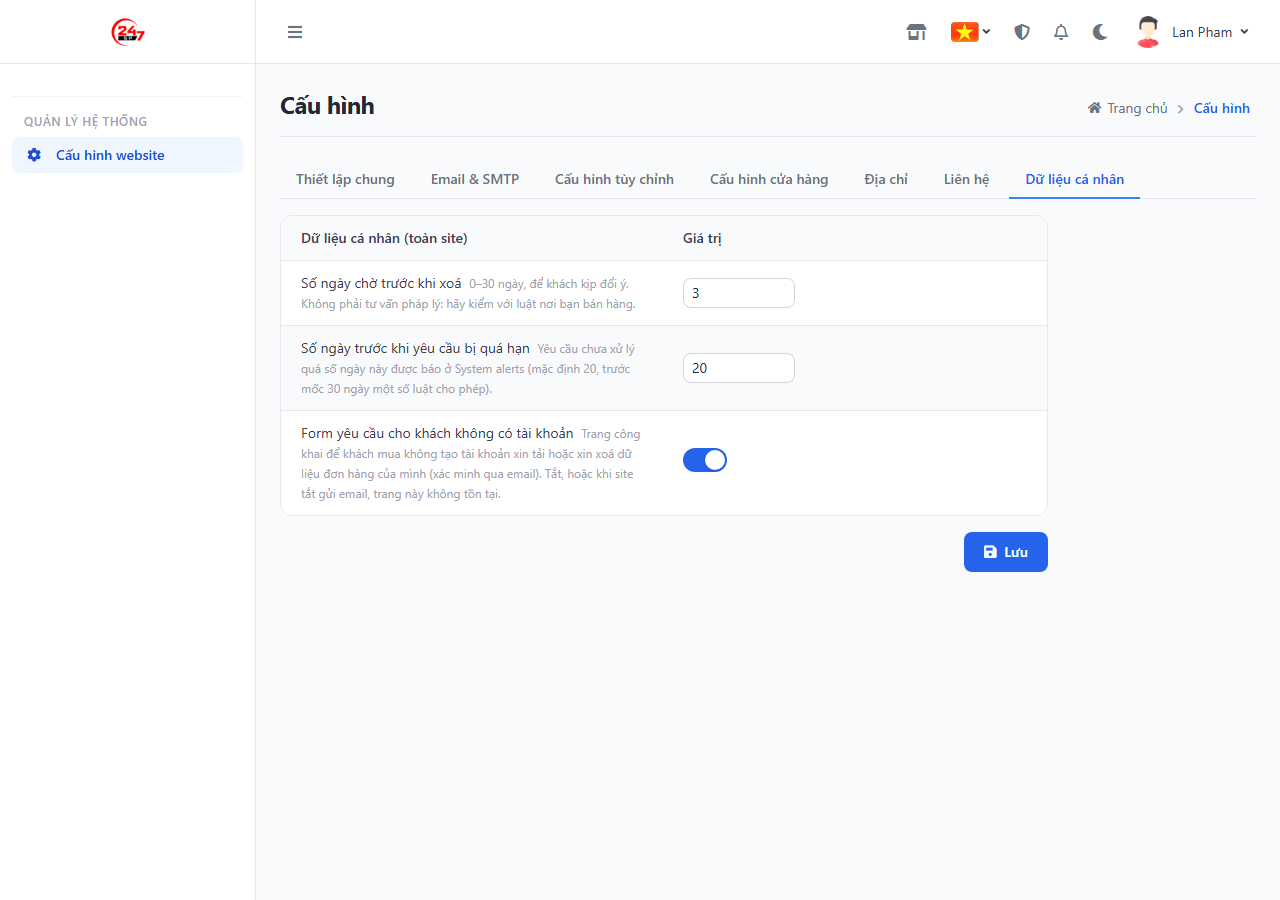 247
GP
Lan Pham
QUẢN LÝ HỆ THỐNG
Cấu hình website
Cấu hình
Trang chủ
Cấu hình
Thiết lập chung
Email & SMTP
Cấu hình tùy chỉnh
Cấu hình cửa hàng
Địa chỉ
Liên hệ
Dữ liệu cá nhân
Dữ liệu cá nhân (toàn site)
Giá trị
Số ngày chờ trước khi xoá 0–30 ngày, để khách kịp đổi ý.
Không phải tư vấn pháp lý: hãy kiểm với luật nơi bạn bán hàng.
3
Số ngày trước khi yêu cầu bị quá hạn Yêu cầu chưa xử lý
quá số ngày này được báo ở System alerts (mặc định 20, trước
mốc 30 ngày một số luật cho phép).
20
Form yêu cầu cho khách không có tài khoản Trang công
khai để khách mua không tạo tài khoản xin tải hoặc xin xoá dữ
liệu đơn hàng của mình (xác minh qua email). Tắt, hoặc khi site
tắt gửi email, trang này không tồn tại.
Lưu